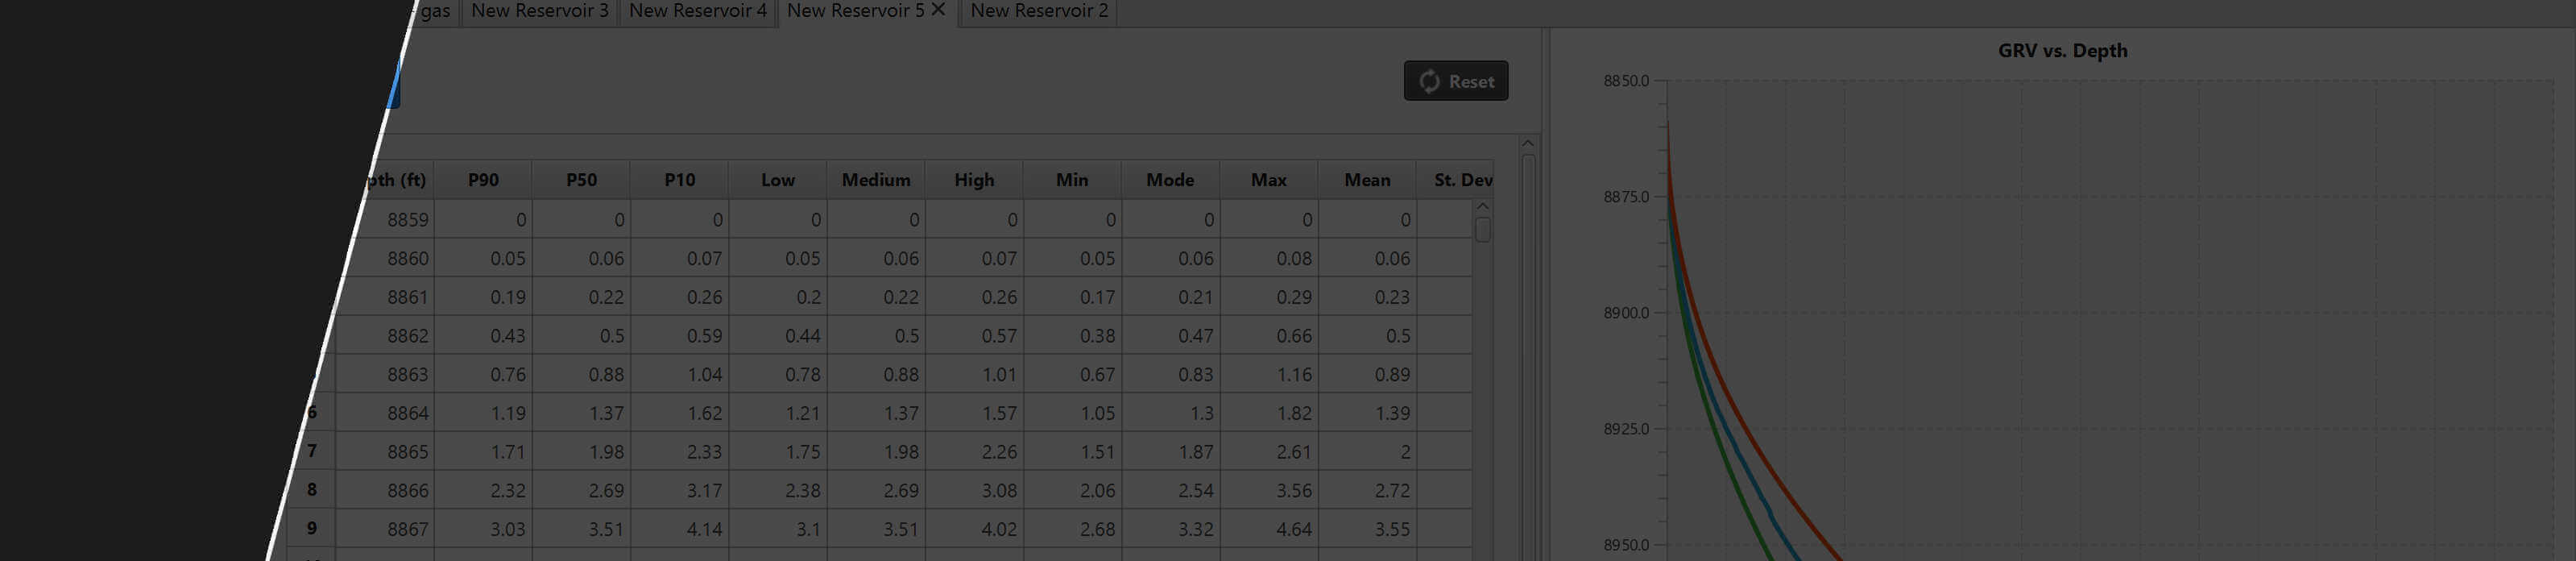 gas New Reservoir 3 New Reservoir 4 New Reservoir 5 New Reservoir 2
GRV vs. Depth
Reset
pth (ft) P90 P50 P10 Low Medium High Min Mode Max Mean St. Dev
8859 0 0 0 0 0 0 0 0 0 0
8860 0.05 0.06 0.07 0.05 0.06 0.07 0.05 0.06 0.08 0.06
8861 0.19 0.22 0.26 0.2 0.22 0.26 0.17 0.21 0.29 0.23
8862 0.43 0.5 0.59 0.44 0.5 0.57 0.38 0.47 0.66 0.5
8863 0.76 0.88 1.04 0.78 0.88 1.01 0.67 0.83 1.16 0.89
6 8864 1.19 1.37 1.62 1.21 1.37 1.57 1.05 1.3 1.82 1.39
7 8865 1.71 1.98 2.33 1.75 1.98 2.26 1.51 1.87 2.61 2
8 8866 2.32 2.69 3.17 2.38 2.69 3.08 2.06 2.54 3.56 2.72
9 8867 3.03 3.51 4.14 3.1 3.51 4.02 2.68 3.32 4.64 3.55
8850.0
8875.0
8900.0
8925.0
8950.0